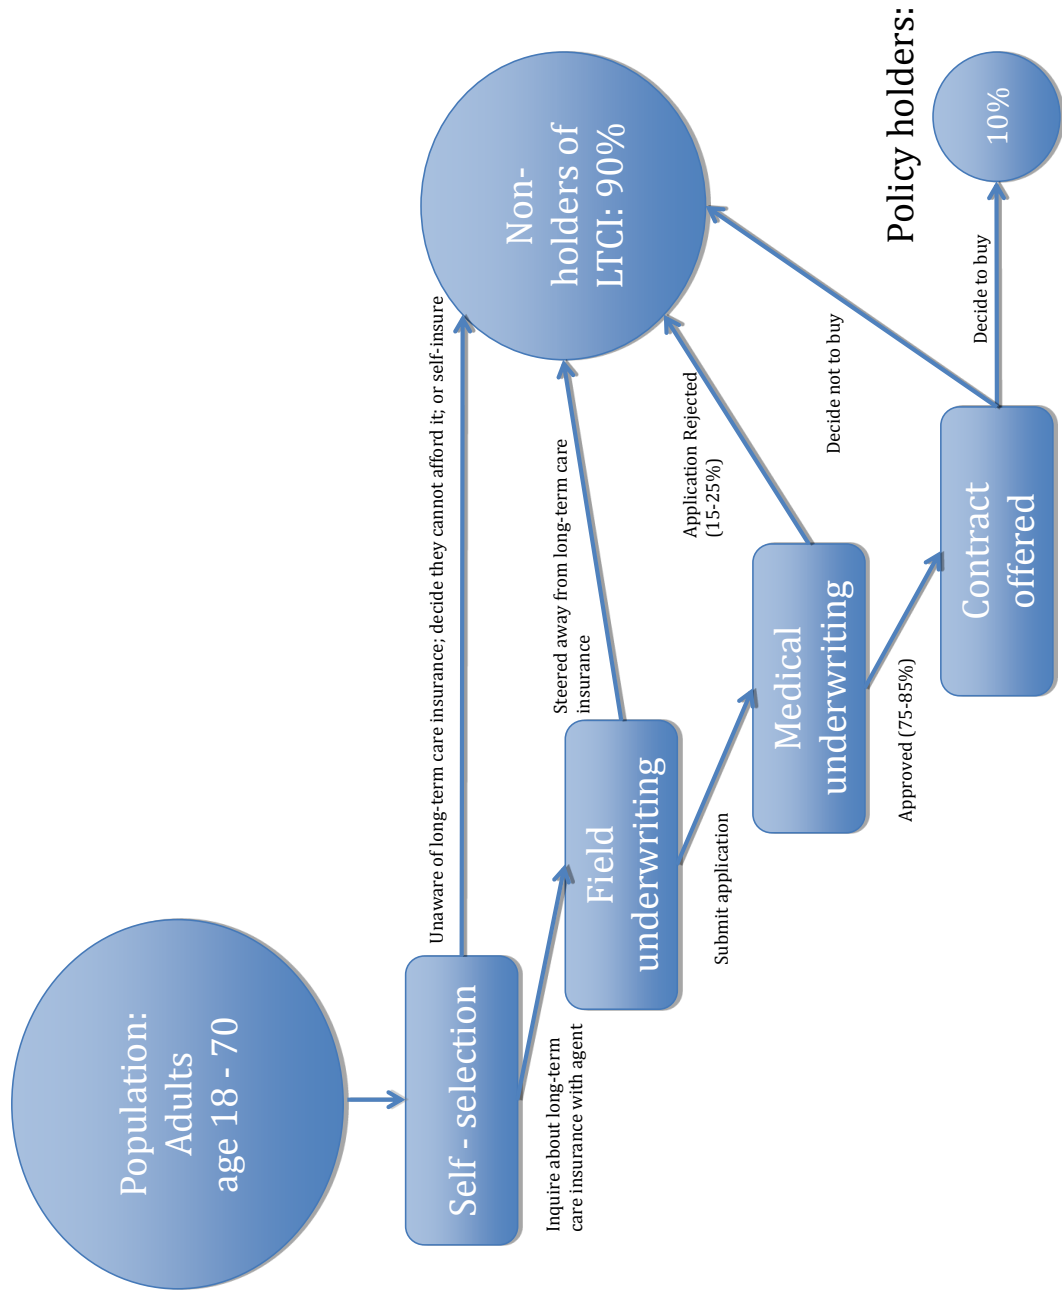 Population:
Adults
age 18 - 70
Self - selection
Unaware of long-term care insurance; decide they cannot afford it; or self-insure
Inquire about long-term
care insurance with agent
Field
underwriting
Steered away from long-term care
insurance
Submit application
Medical
underwriting
Application Rejected
(15-25%)
Approved (75-85%)
Contract
offered
Decide not to buy
Decide to buy
Non-
holders of
LTCI: 90%
Policy holders:
10%